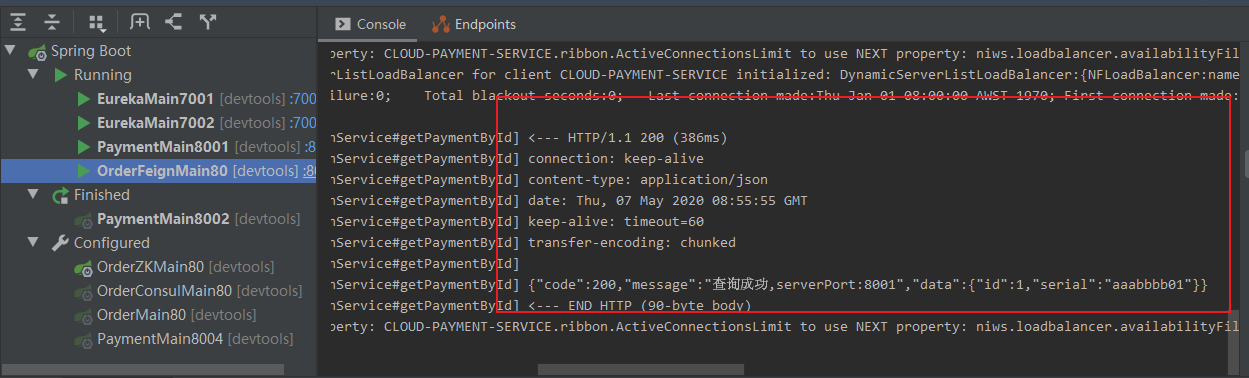 Console
Endpoints
Spring Boot
Running
EurekaMain7001 [devtools] :700
EurekaMain7002 [devtools] :700
PaymentMain8001 [devtools] :8
OrderFeignMain80 [devtools] :80
Finished
PaymentMain8002 [devtools]
Configured
OrderZKMain80 [devtools]
OrderConsulMain80 [devtools]
OrderMain80 [devtools]
PaymentMain8004 [devtools]
operty: CLOUD-PAYMENT-SERVICE.ribbon.ActiveConnectionsLimit to use NEXT property: niws.loadbalancer.availabilityFil
rListLoadBalancer for client CLOUD-PAYMENT-SERVICE initialized: DynamicServerListLoadBalancer:{NFLoadBalancer:name
ilure:0; Total blackout seconds:0; Last connection made:Thu Jan 01 08:00:00 AWST 1970; First connection made:
nService#getPaymentById] <--- HTTP/1.1 200 (386ms)
nService#getPaymentById] connection: keep-alive
nService#getPaymentById] content-type: application/json
nService#getPaymentById] date: Thu, 07 May 2020 08:55:55 GMT
nService#getPaymentById] keep-alive: timeout=60
nService#getPaymentById] transfer-encoding: chunked
nService#getPaymentById]
nService#getPaymentById] {"code":200,"message":"查询成功,serverPort:8001","data":{"id":1,"serial":"aaabbbb01"}}
nService#getPaymentById] <--- END HTTP (90-byte body)
operty: CLOUD-PAYMENT-SERVICE.ribbon.ActiveConnectionsLimit to use NEXT property: niws.loadbalancer.availabilityFil